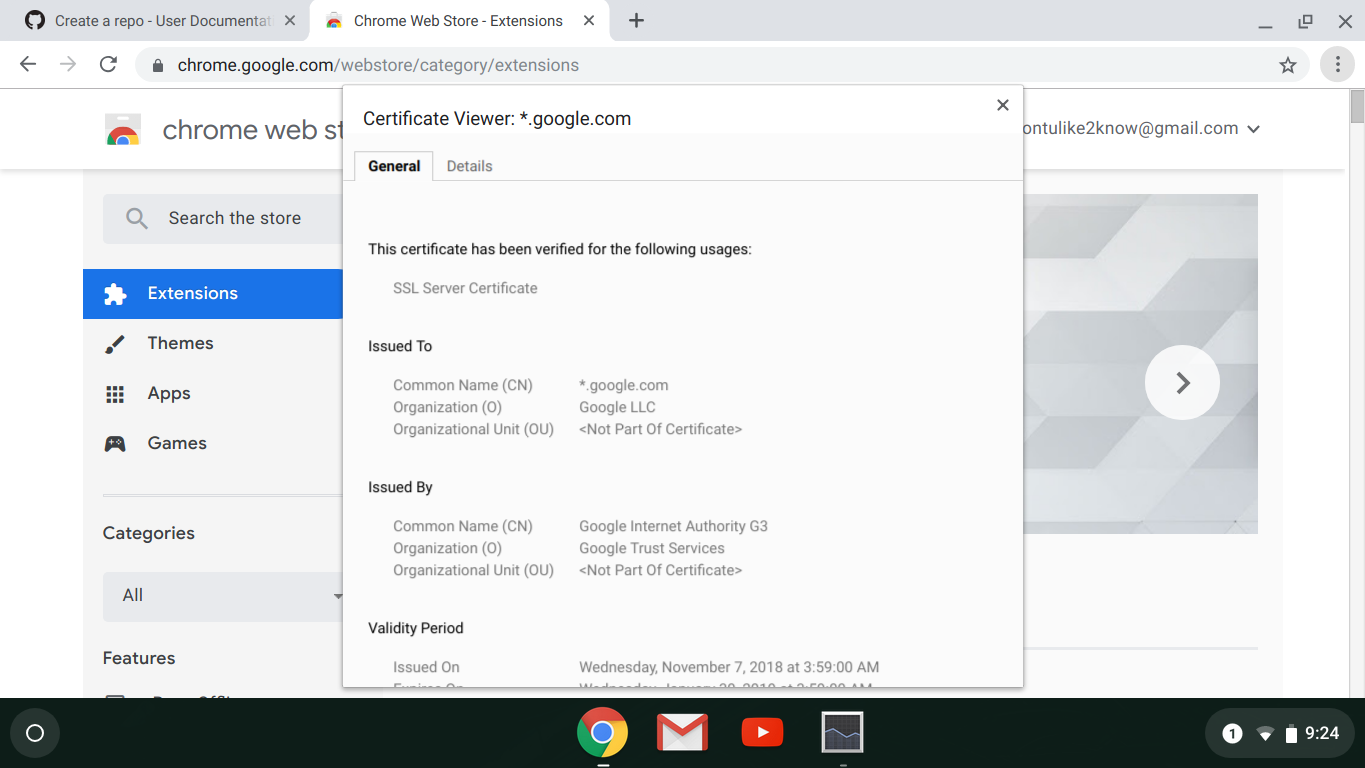 Create a repo - User Documentat
Chrome Web Store - Extensions
chrome.google.com/webstore/category/extensions
chrome web st
ontulike2know@gmail.com
Certificate Viewer: *.google.com
General Details
Search the store
This certificate has been verified for the following usages:
SSL Server Certificate
Extensions
Themes
Apps
Games
Issued To
Common Name (CN) *.google.com
Organization (O) Google LLC
Organizational Unit (OU) <Not Part Of Certificate>
Issued By
Common Name (CN) Google Internet Authority G3
Organization (O) Google Trust Services
Organizational Unit (OU) <Not Part Of Certificate>
Categories
All
Features
Validity Period
Issued On Wednesday, November 7, 2018 at 3:59:00 AM
1 9:24